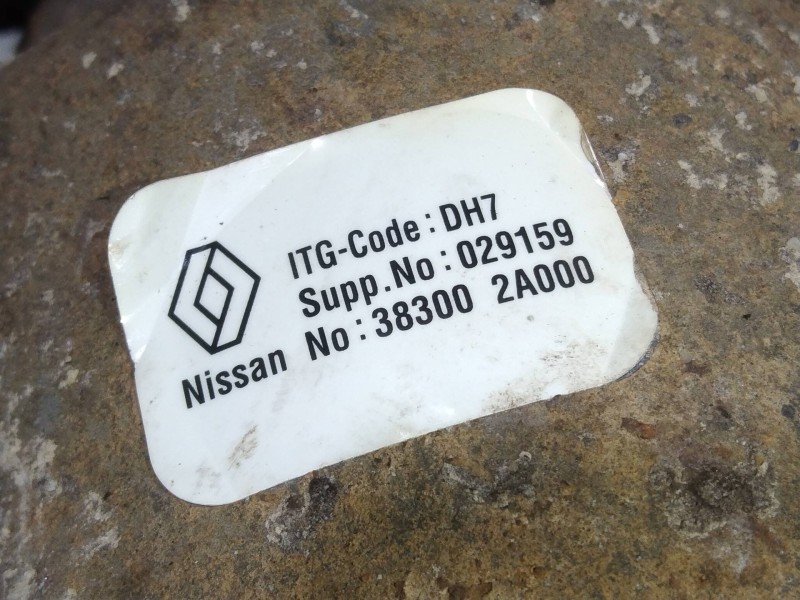 ITG-Code : DH7
Supp.No : 029159
Nissan No : 38300 2A000